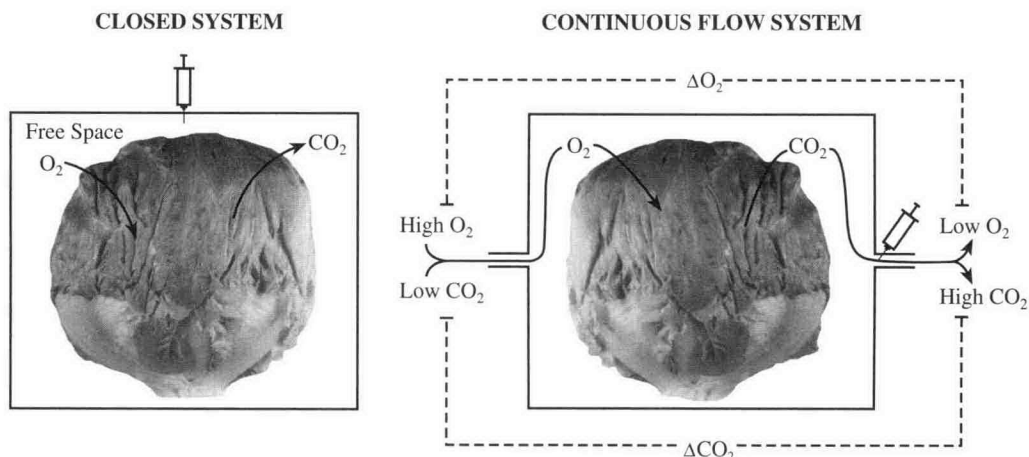 CLOSED SYSTEM
Free Space
O₂
CO₂
CONTINUOUS FLOW SYSTEM
ΔO₂
O₂
CO₂
High O₂
Low CO₂
Low O₂
High CO₂
ΔCO₂